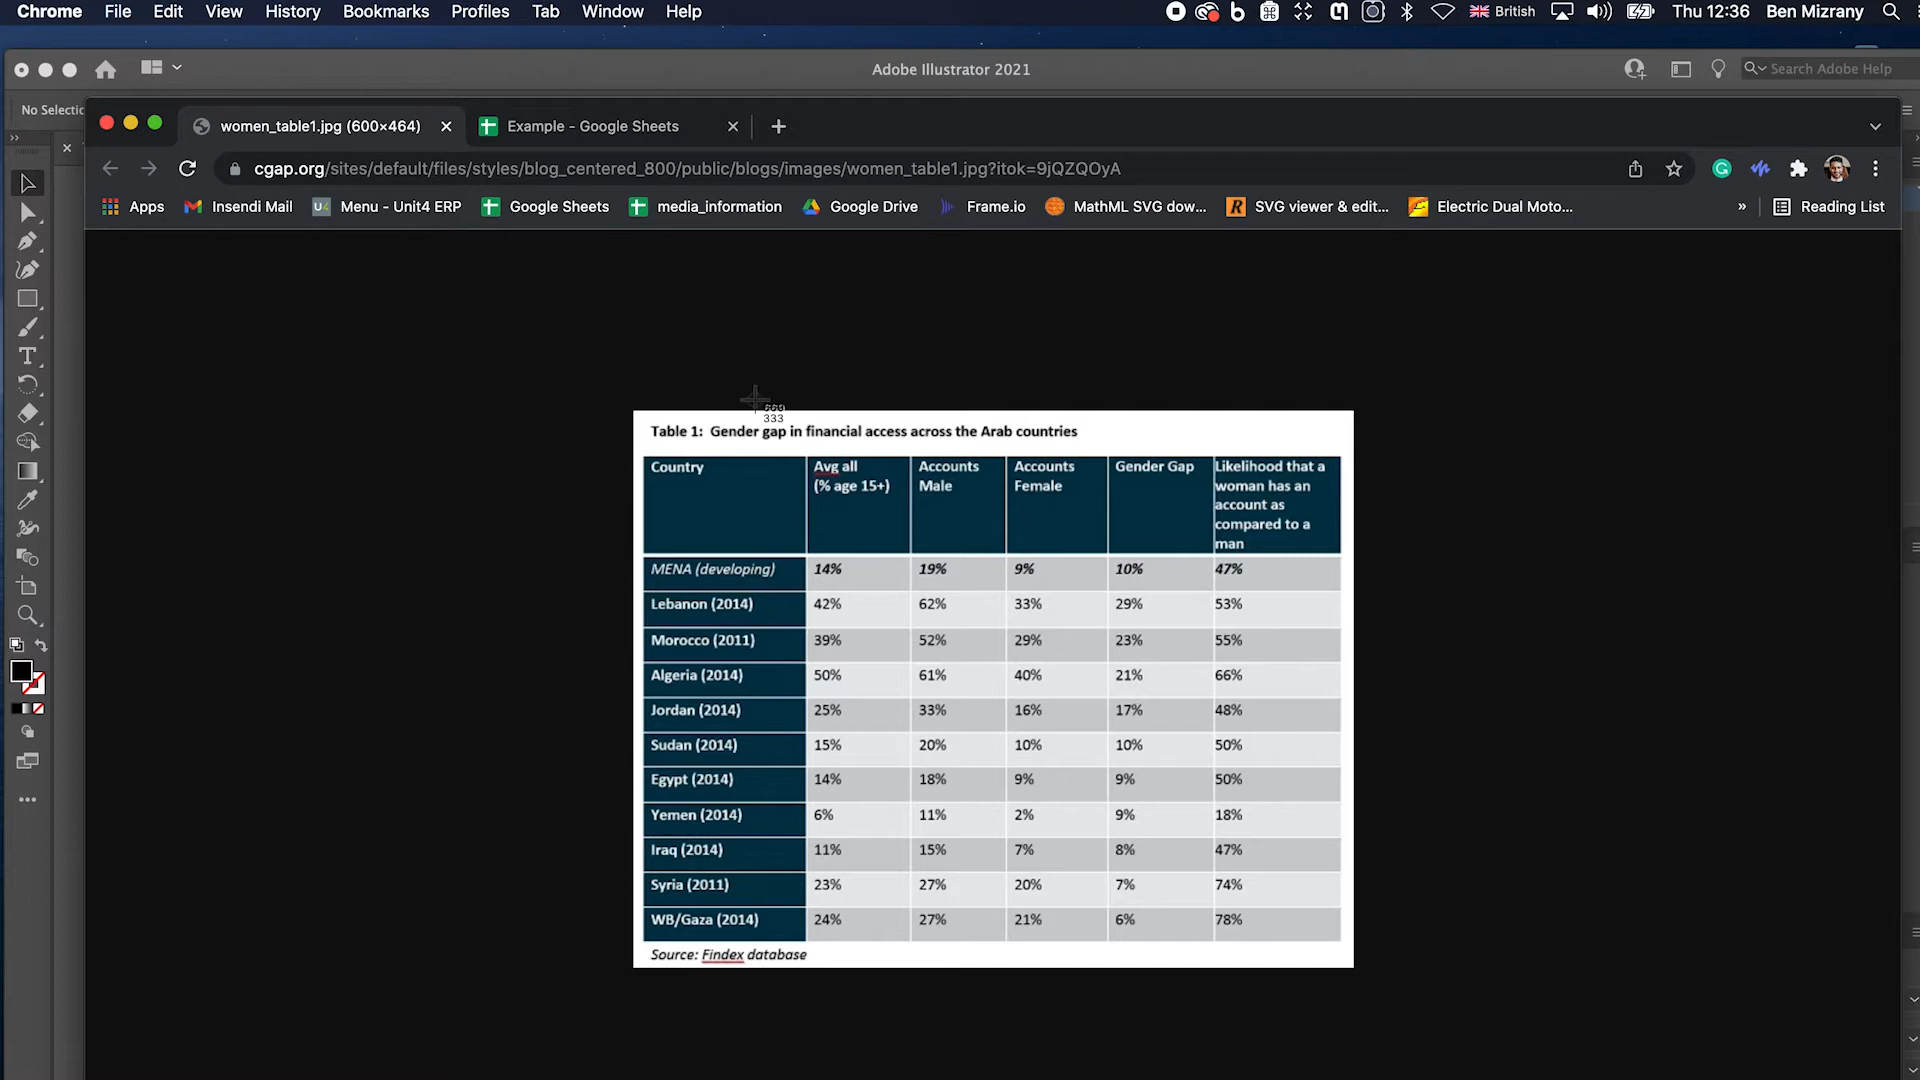 Chrome File Edit View History Bookmarks Profiles Tab Window Help British Thu 12:36 Ben Mizrany
Adobe Illustrator 2021 Search Adobe Help
No Selectio
women_table1.jpg (600×464) Example - Google Sheets
cgap.org/sites/default/files/styles/blog_centered_800/public/blogs/images/women_table1.jpg?itok=9jQZQOyA
Apps Insendi Mail U4 Menu - Unit4 ERP Google Sheets media_information Google Drive Frame.io MathML SVG dow... SVG viewer & edit... Electric Dual Moto... » Reading List
333
Table 1: Gender gap in financial access across the Arab countries
Country Avg all (% age 15+) Accounts Male Accounts Female Gender Gap Likelihood that a woman has an account as compared to a man
MENA (developing) 14% 19% 9% 10% 47%
Lebanon (2014) 42% 62% 33% 29% 53%
Morocco (2011) 39% 52% 29% 23% 55%
Algeria (2014) 50% 61% 40% 21% 66%
Jordan (2014) 25% 33% 16% 17% 48%
Sudan (2014) 15% 20% 10% 10% 50%
Egypt (2014) 14% 18% 9% 9% 50%
Yemen (2014) 6% 11% 2% 9% 18%
Iraq (2014) 11% 15% 7% 8% 47%
Syria (2011) 23% 27% 20% 7% 74%
WB/Gaza (2014) 24% 27% 21% 6% 78%
Source: Findex database